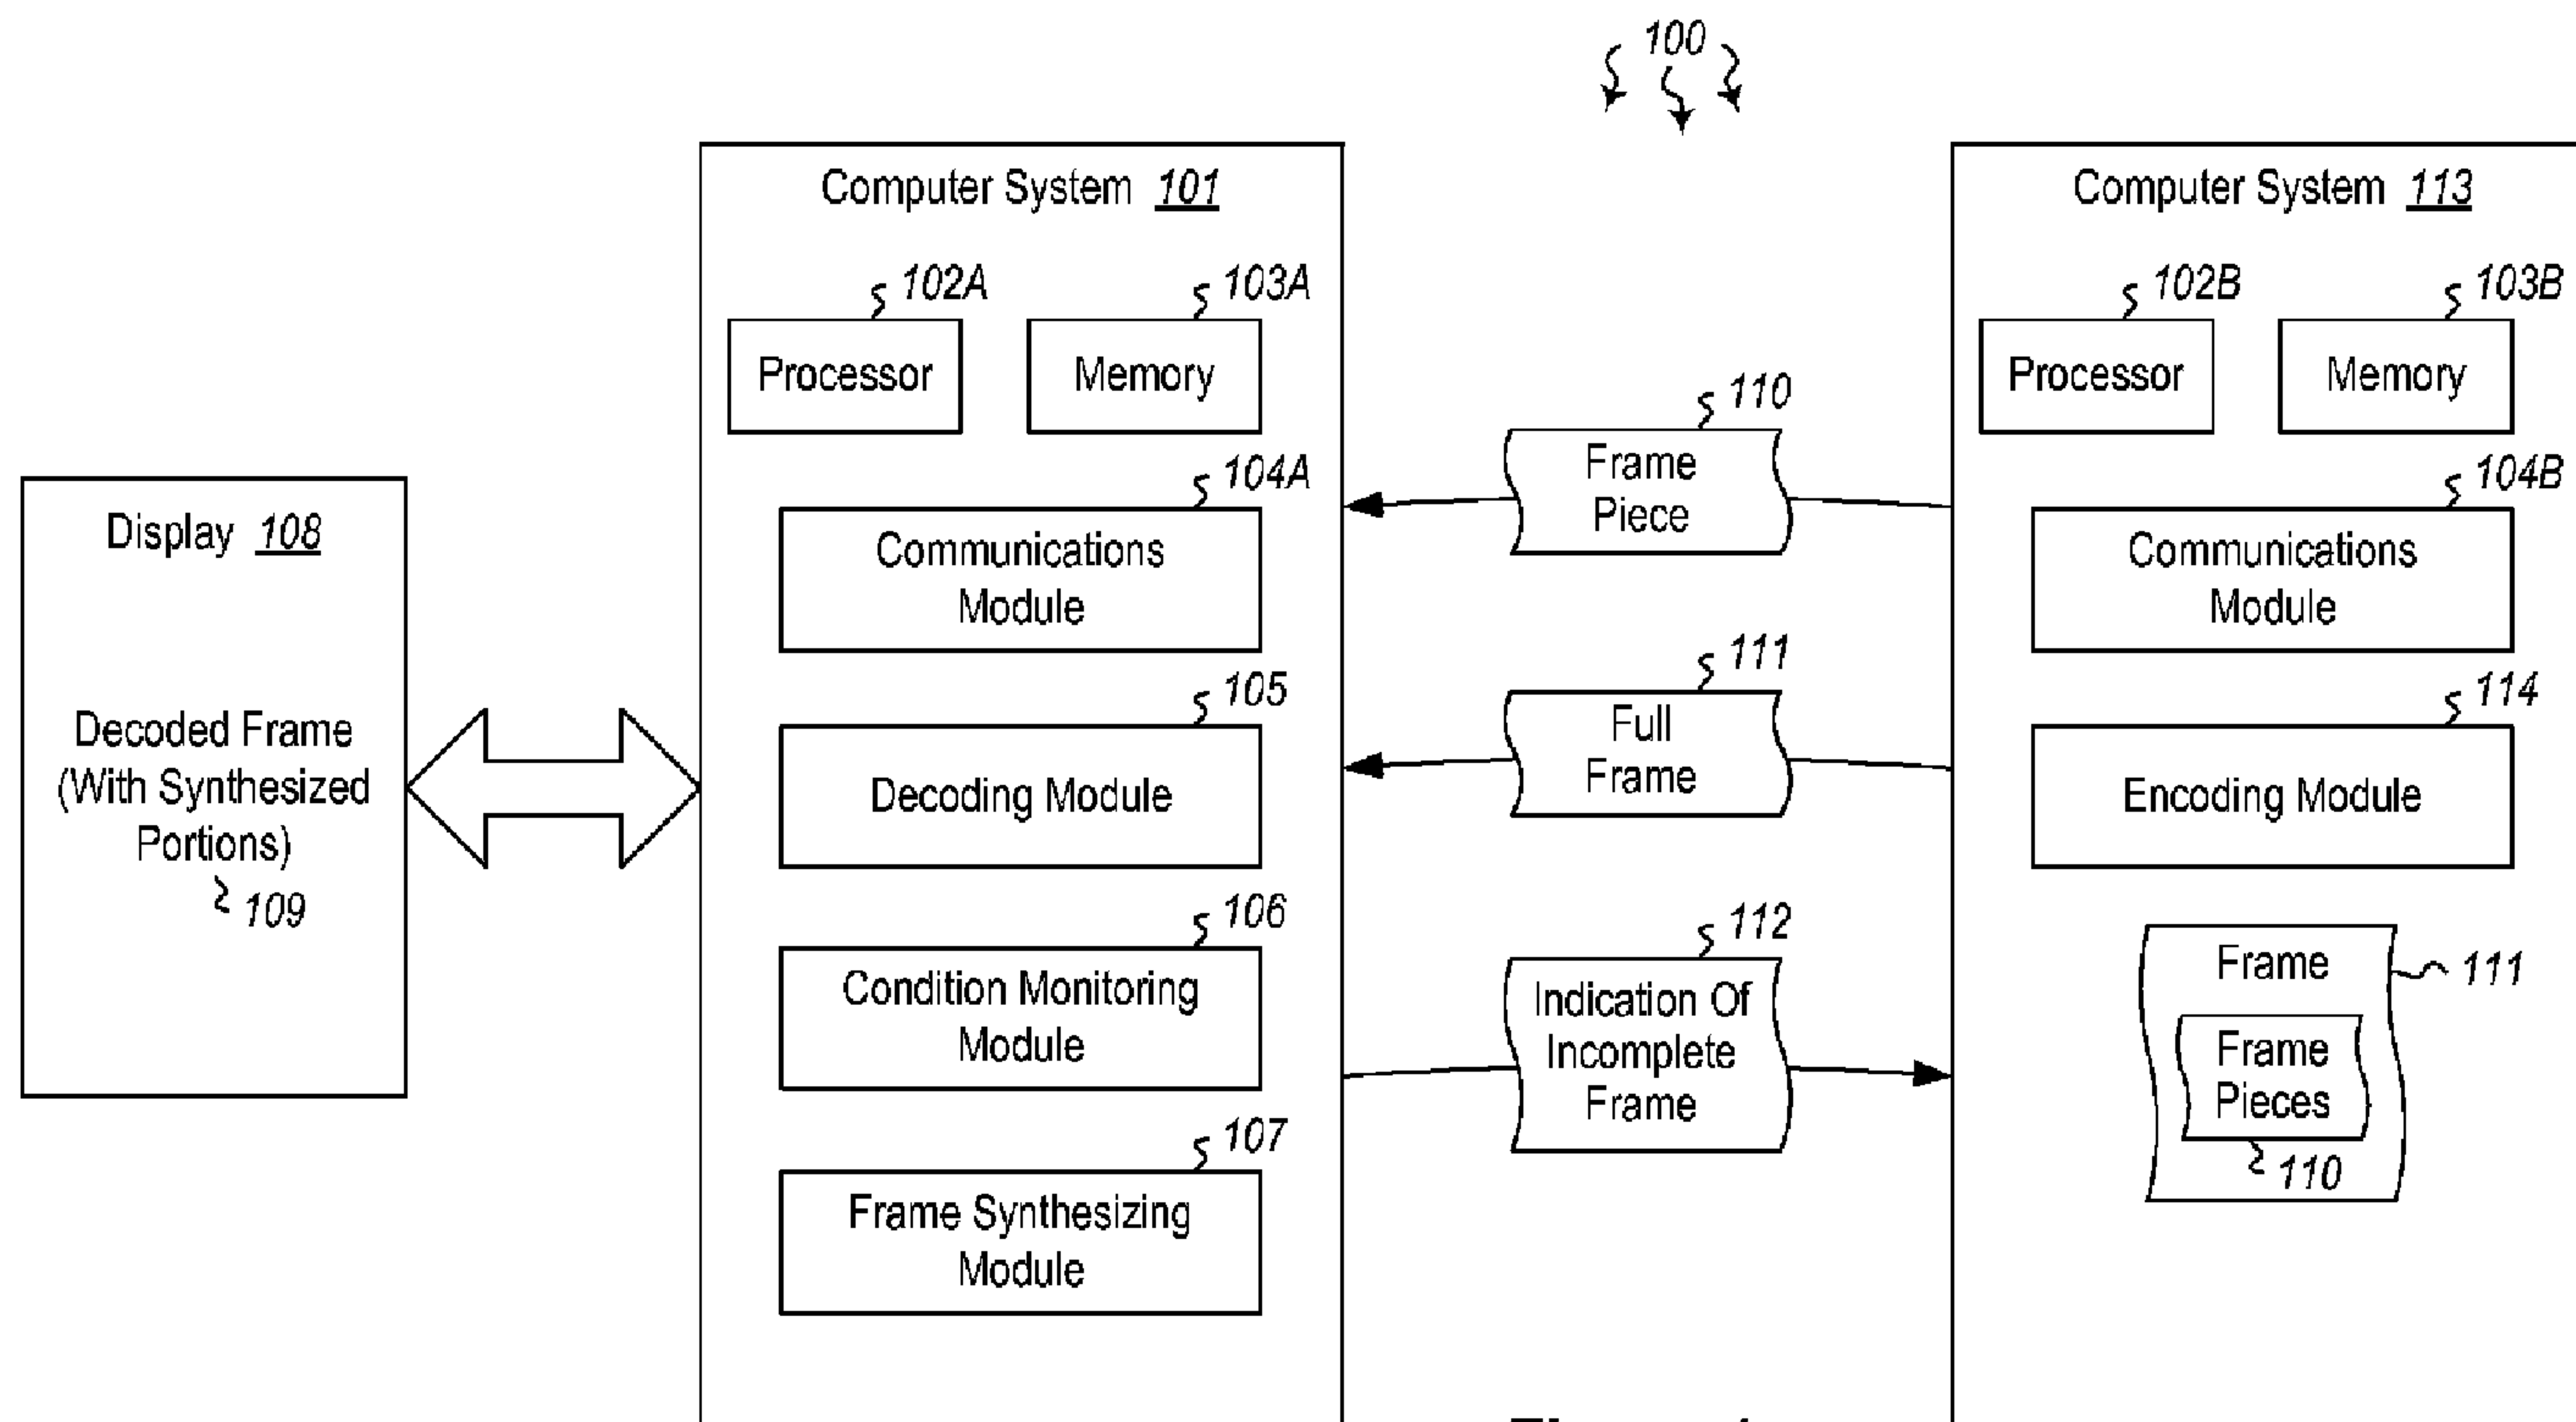 100
Display 108
Decoded Frame
(With Synthesized
Portions)
109
Computer System 101
102A
Processor
103A
Memory
104A
Communications
Module
105
Decoding Module
106
Condition Monitoring
Module
107
Frame Synthesizing
Module
110
Frame
Piece
111
Full
Frame
112
Indication Of
Incomplete
Frame
Computer System 113
102B
Processor
103B
Memory
104B
Communications
Module
114
Encoding Module
Frame
111
Frame
Pieces
110